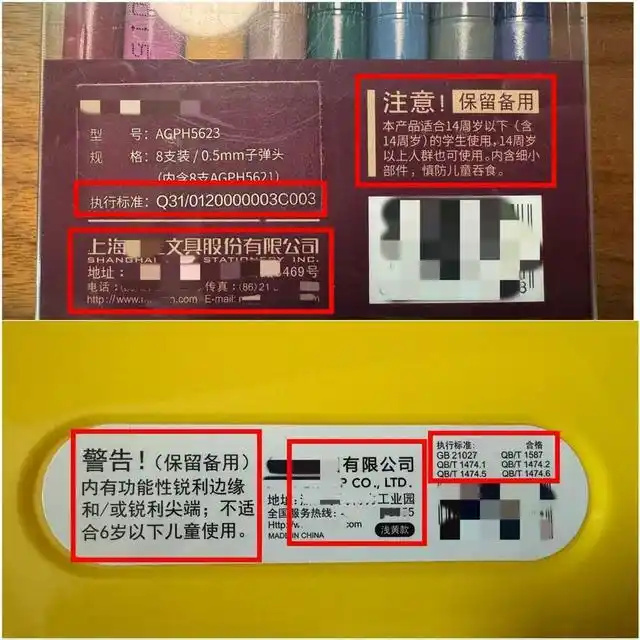 注意! 保留备用
本产品适合14周岁以下(含
14周岁)的学生使用,14周岁
以上人群也可使用。内含细小
部件,慎防儿童吞食。
型 号:AGPH5623
规 格:8支装/0.5mm子弹头
(内含8支AGPH5621)
执行标准:Q31/0120000003C003
上海 文具股份有限公司
SHANGHAI STATIONERY INC.
地址: 469号
电话: 传真:(86)21
http://www. .com E-mail:
警告!(保留备用)
内有功能性锐利边缘
和/或锐利尖端;不适
合6岁以下儿童使用。
有限公司
P CO., LTD.
地址: 工业园
全国服务热线: 5
Http://w .com
MADE IN CHINA 浅黄款
执行标准: 合格
GB 21027 QB/T 1587
QB/T 1474.1 QB/T 1474.2
QB/T 1474.5 QB/T 1474.6